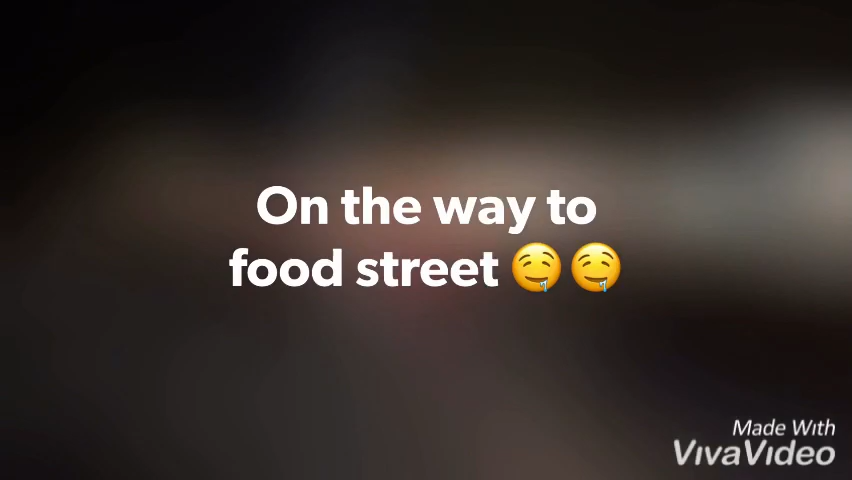 On the way to
food street 🤤🤤
Made With
VivaVideo